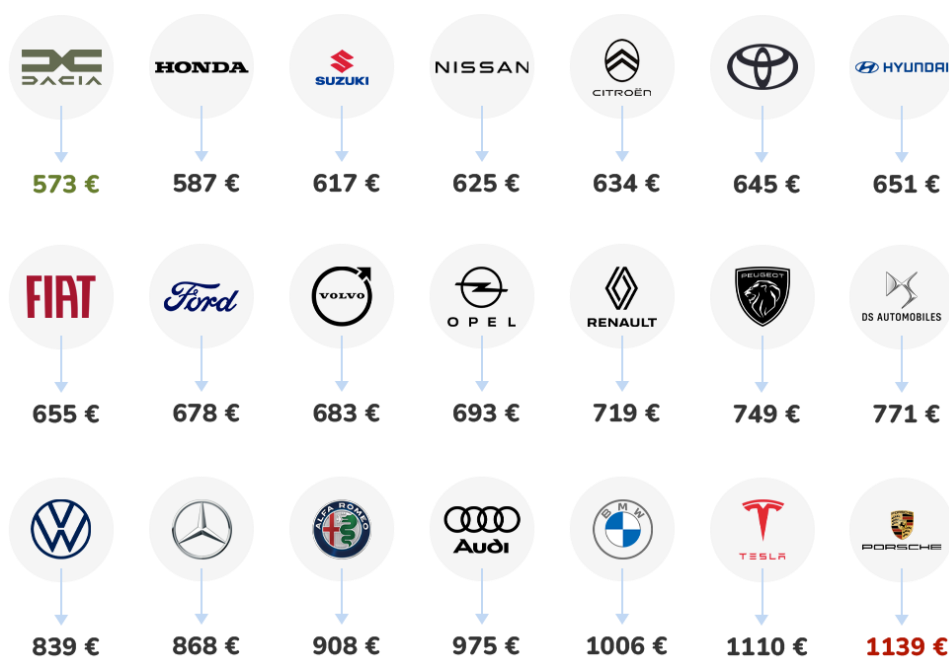 DACIA HONDA SUZUKI NISSAN CITROËN HYUNDAI
573 € 587 € 617 € 625 € 634 € 645 € 651 €
FIAT Ford VOLVO OPEL RENAULT PEUGEOT DS AUTOMOBILES
655 € 678 € 683 € 693 € 719 € 749 € 771 €
ALFA ROMEO Audi BMW TESLA PORSCHE
839 € 868 € 908 € 975 € 1006 € 1110 € 1139 €